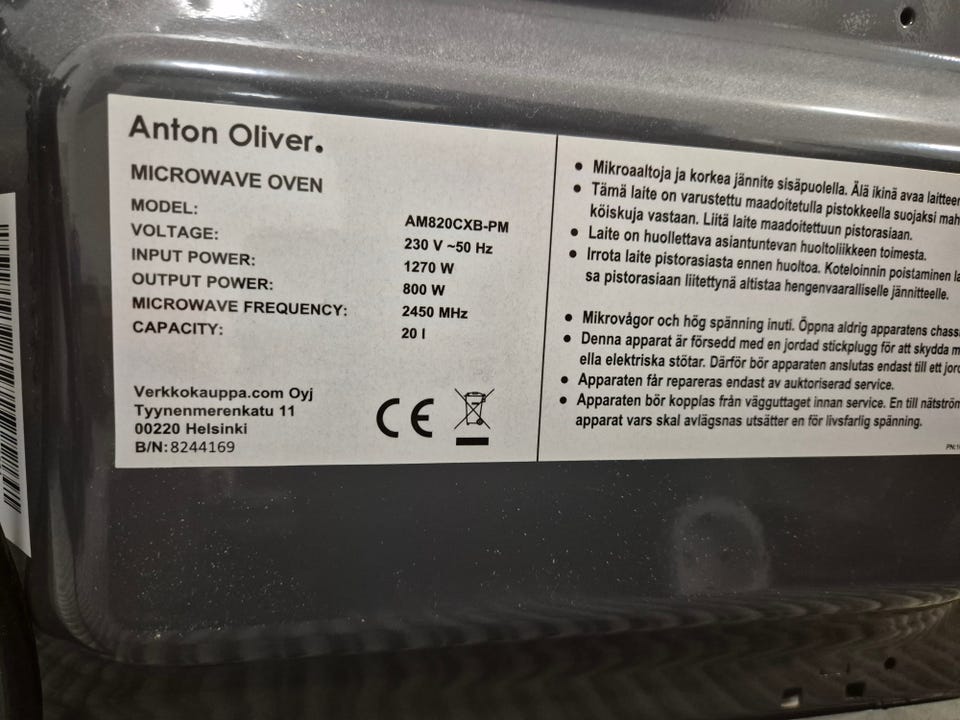 Anton Oliver.
MICROWAVE OVEN
MODEL: AM820CXB-PM
VOLTAGE: 230 V ~50 Hz
INPUT POWER: 1270 W
OUTPUT POWER: 800 W
MICROWAVE FREQUENCY: 2450 MHz
CAPACITY: 20 l
Verkkokauppa.com Oyj
Tyynenmerenkatu 11
00220 Helsinki
B/N: 8244169
CE
• Mikroaaltoja ja korkea jännite sisäpuolella. Älä ikinä avaa laitteen
• Tämä laite on varustettu maadoitetulla pistokkeella suojaksi
köiskuja vastaan. Liitä laite maadoitettuun pistorasiaan.
• Laite on huollettava asiantuntevan huoltoliikkeen toimesta.
• Irrota laite pistorasiasta ennen huoltoa. Koteloinnin poistaminen
sa pistorasiaan liitettynä altistaa hengenvaaralliselle jännitteelle.
• Mikrovågor och hög spänning inuti. Öppna aldrig apparatens
• Denna apparat är försedd med en jordad stickplugg för att skydda
ella elektriska stötar. Därför bör apparaten anslutas endast till ett
• Apparaten får repareras endast av auktoriserad service.
• Apparaten bör kopplas från vägguttaget innan service. En till
apparat vars skal avlägsnas utsätter en för livsfarlig spänning.